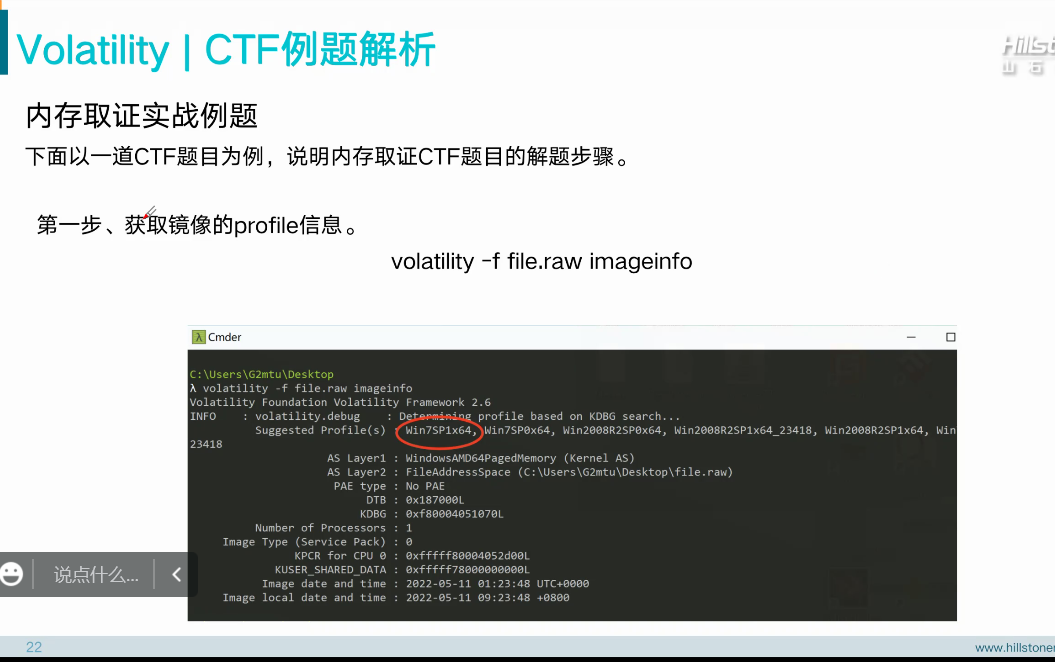 Volatility | CTF例题解析
Hillsto
山石
内存取证实战例题
下面以一道CTF题目为例，说明内存取证CTF题目的解题步骤。
第一步、获取镜像的profile信息。
volatility -f file.raw imageinfo
λ Cmder
C:\Users\G2mtu\Desktop
λ volatility -f file.raw imageinfo
Volatility Foundation Volatility Framework 2.6
INFO    : volatility.debug    : Determining profile based on KDBG search...
Suggested Profile(s) : Win7SP1x64, Win7SP0x64, Win2008R2SP0x64, Win2008R2SP1x64_23418, Win2008R2SP1x64, Win
23418
AS Layer1 : WindowsAMD64PagedMemory (Kernel AS)
AS Layer2 : FileAddressSpace (C:\Users\G2mtu\Desktop\file.raw)
PAE type : No PAE
DTB : 0x187000L
KDBG : 0xf80004051070L
Number of Processors : 1
Image Type (Service Pack) : 0
KPCR for CPU 0 : 0xfffff80004052d00L
KUSER_SHARED_DATA : 0xfffff78000000000L
Image date and time : 2022-05-11 01:23:48 UTC+0000
Image local date and time : 2022-05-11 09:23:48 +0800
说点什么...
22
www.hillstone